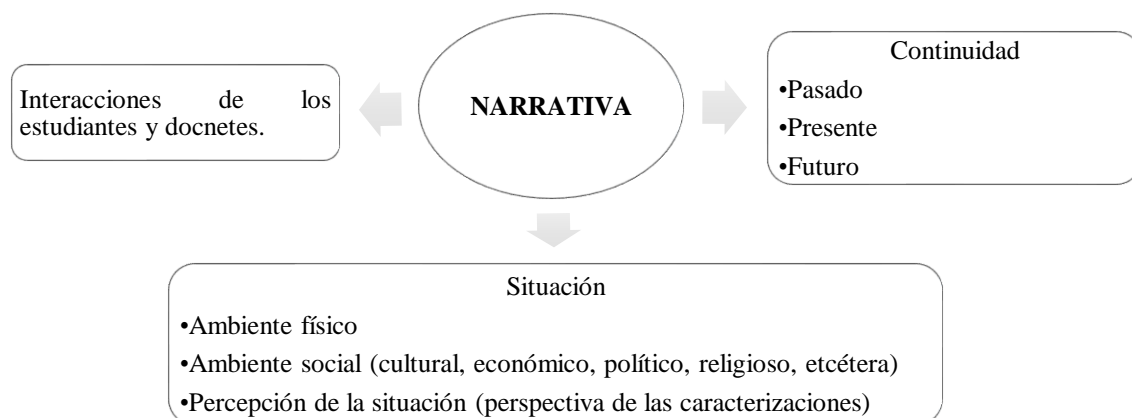 Interacciones de los
estudiantes y docnetes.
NARRATIVA
Continuidad
•Pasado
•Presente
•Futuro
Situación
•Ambiente físico
•Ambiente social (cultural, económico, político, religioso, etcétera)
•Percepción de la situación (perspectiva de las caracterizaciones)